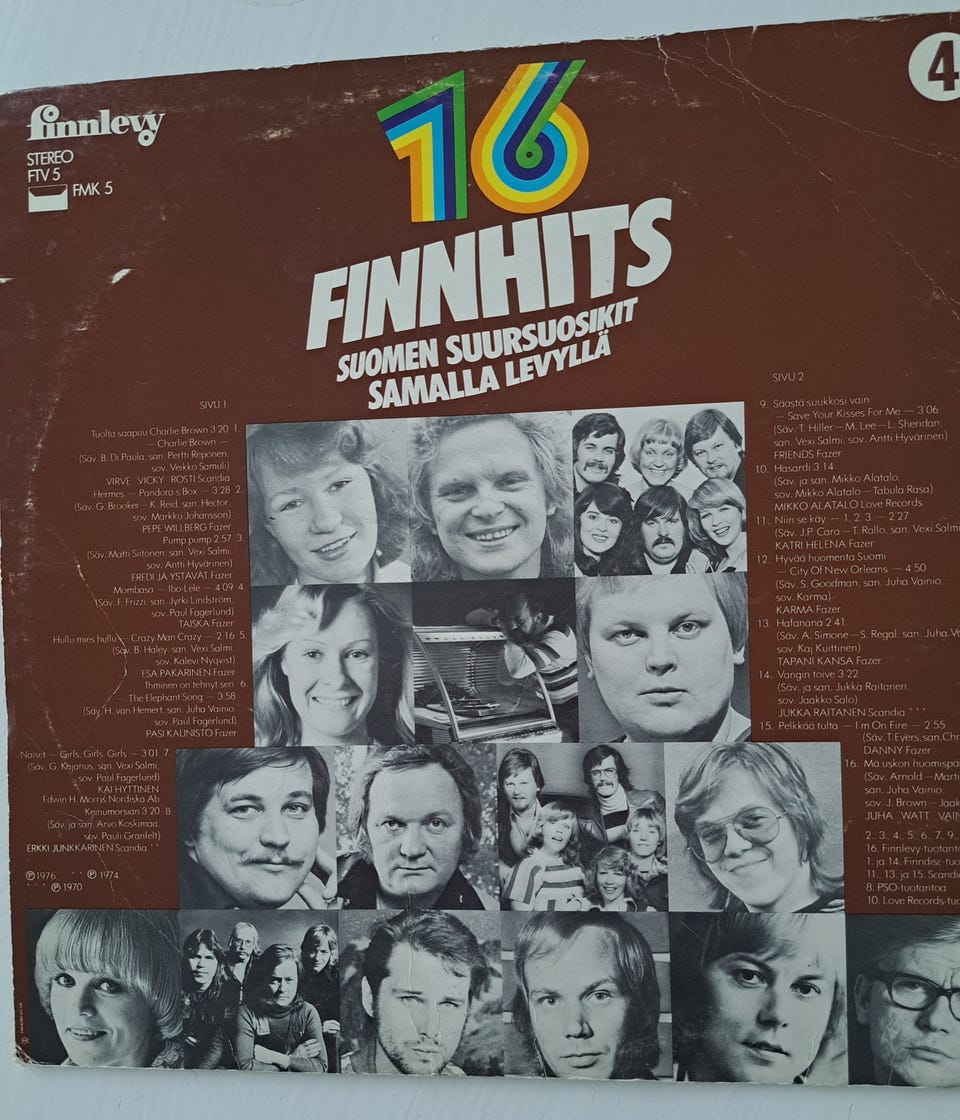 finnlevy
STEREO
FTV 5
FMK 5
4
16
FINNHITS
SUOMEN SUURSUOSIKIT
SAMALLA LEVYLLÄ
SIVU 1
Tuolta saapuu Charlie Brown 3.20 1.
— Charlie Brown —
(Säv. B. Di Paula, san. Pertti Reponen,
sov. Veikko Samuli)
VIRVE VICKY ROSTI Scandia
Hermes — Pandora's Box — 3.28 2.
(Säv. G. Brooker — K. Reid, san. Hector,
sov. Markku Johansson)
PEPE WILLBERG Fazer
Pump pump 2.57 3.
(Säv. Matti Siitonen, san. Vexi Salmi,
sov. Antti Hyvärinen)
FREDI JA YSTÄVÄT Fazer
Mombasa — Ibo-Lele — 4.09 4.
(Säv. F. Frizzi, san. Jyrki Lindström,
sov. Paul Fagerlund)
TAISKA Fazer
Hullu mies hullu — Crazy Man Crazy — 2.16 5.
(Säv. B. Haley, san. Vexi Salmi,
sov. Kalevi Nyqvist)
ESA PAKARINEN Fazer
Ihminen on tehnyt sen 6.
The Elephant Song — 3.58
(Säv. H. van Hemert, san. Juha Vainio,
sov. Paul Fagerlund)
PASI KAUNISTO Fazer
Naiset — Girls, Girls, Girls — 3.01 7.
(Säv. G. Kajanus, san. Vexi Salmi,
sov. Paul Fagerlund)
KAI HYTTINEN
Edwin H. Morris Nordiska Ab
Keinumorsian 3.20 8.
(Säv. ja san. Arvo Koskimaa,
sov. Pauli Granfelt)
ERKKI JUNKKARINEN Scandia
℗ 1976, ℗ 1974
℗ 1970
SIVU 2
9. Säästä suukkosi vain
— Save Your Kisses For Me — 3.06
(Säv. T. Hiller — M. Lee — L. Sheridan,
san. Vexi Salmi, sov. Antti Hyvärinen)
FRIENDS Fazer
10. Hasardi 3.14
(Säv. ja san. Mikko Alatalo,
sov. Mikko Alatalo — Tabula Rasa)
MIKKO ALATALO Love Records
11. Niin se käy — 1, 2, 3 — 2.27
(Säv. J.P. Cara — T. Rallo, san. Vexi Salmi
KATRI HELENA Fazer
12. Hyvää huomenta Suomi
— City Of New Orleans — 4.50
(Säv. S. Goodman, san. Juha Vainio,
sov. Karma)
KARMA Fazer
13. Hafanana 2.41
(Säv. A. Simone — S. Regal, san. Juha Va
sov. Kaj Kuittinen)
TAPANI KANSA Fazer
14. Vangin toive 3.22
(Säv. ja san. Jukka Raitanen,
sov. Jaakko Salo)
JUKKA RAITANEN Scandia ***
15. Pelkkää tulta — I'm On Fire — 2.55
(Säv. T. Eyers, san. Chr
DANNY Fazer
16. Mä uskon huomispä
(Säv. Arnold — Marti
san. Juha Vainio,
sov. J. Brown — Jaak
JUHA WATT VAIN
2. 3. 4. 5. 6. 7. 9.
16. Finnlevy-tuotanto
1. ja 14. Finndisc-tuo
11. 13. ja 15. Scandi
8. PSO-tuotantoa
10. Love Records-tuo